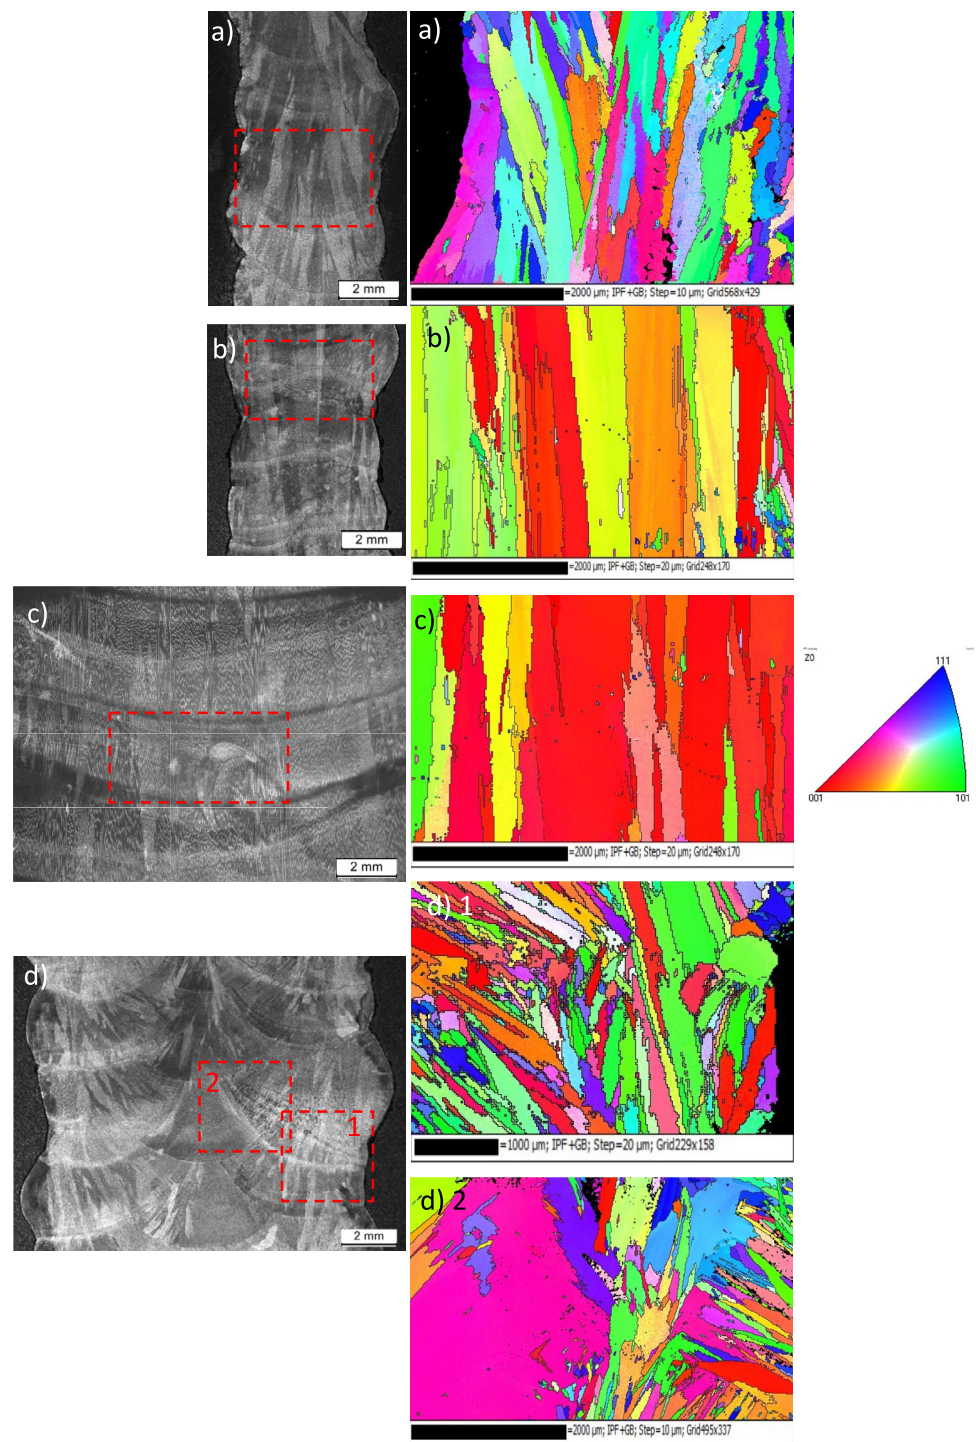 a)
2 mm
a)
=2000 µm; IPF+GB; Step=10 µm; Grid568x429
b)
2 mm
b)
=2000 µm; IPF+GB; Step=20 µm; Grid248x170
c)
2 mm
c)
=2000 µm; IPF+GB; Step=20 µm; Grid248x170
Z0
111
001
101
d)
2
1
2 mm
d) 1
=1000 µm; IPF+GB; Step=20 µm; Grid229x158
d) 2
=2000 µm; IPF+GB; Step=10 µm; Grid495x337